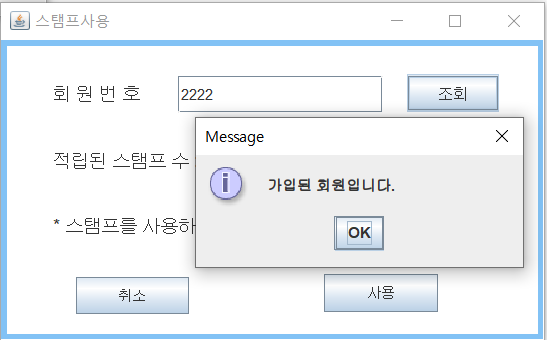 스탬프사용
회 원 번 호 2222 조회
Message
가입된 회원입니다.
OK
적립된 스탬프 수
* 스탬프를 사용하
취소 사용